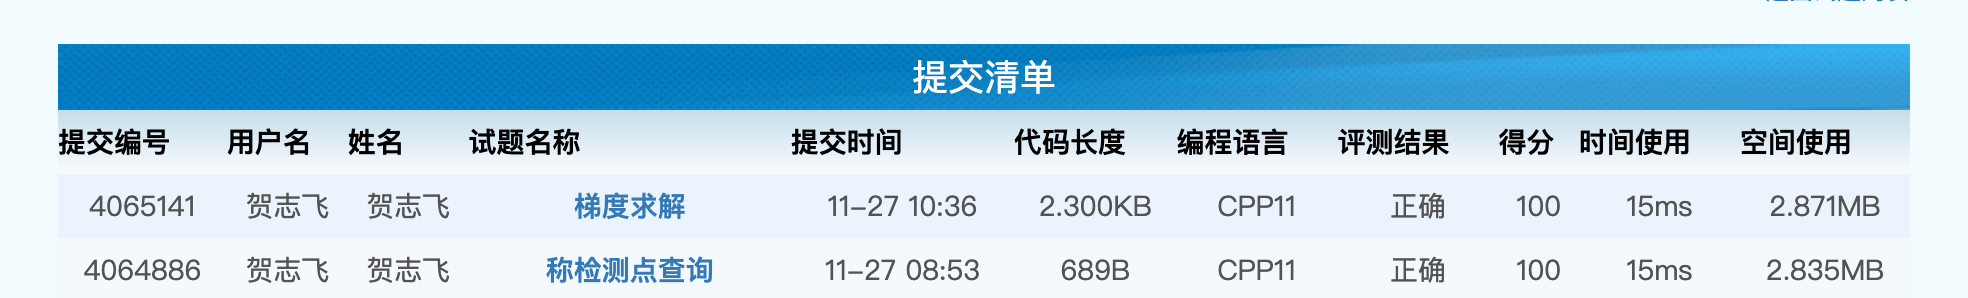 提交清单
提交编号 用户名 姓名 试题名称 提交时间 代码长度 编程语言 评测结果 得分 时间使用 空间使用
4065141 贺志飞 贺志飞 梯度求解 11-27 10:36 2.300KB CPP11 正确 100 15ms 2.871MB
4064886 贺志飞 贺志飞 称检测点查询 11-27 08:53 689B CPP11 正确 100 15ms 2.835MB